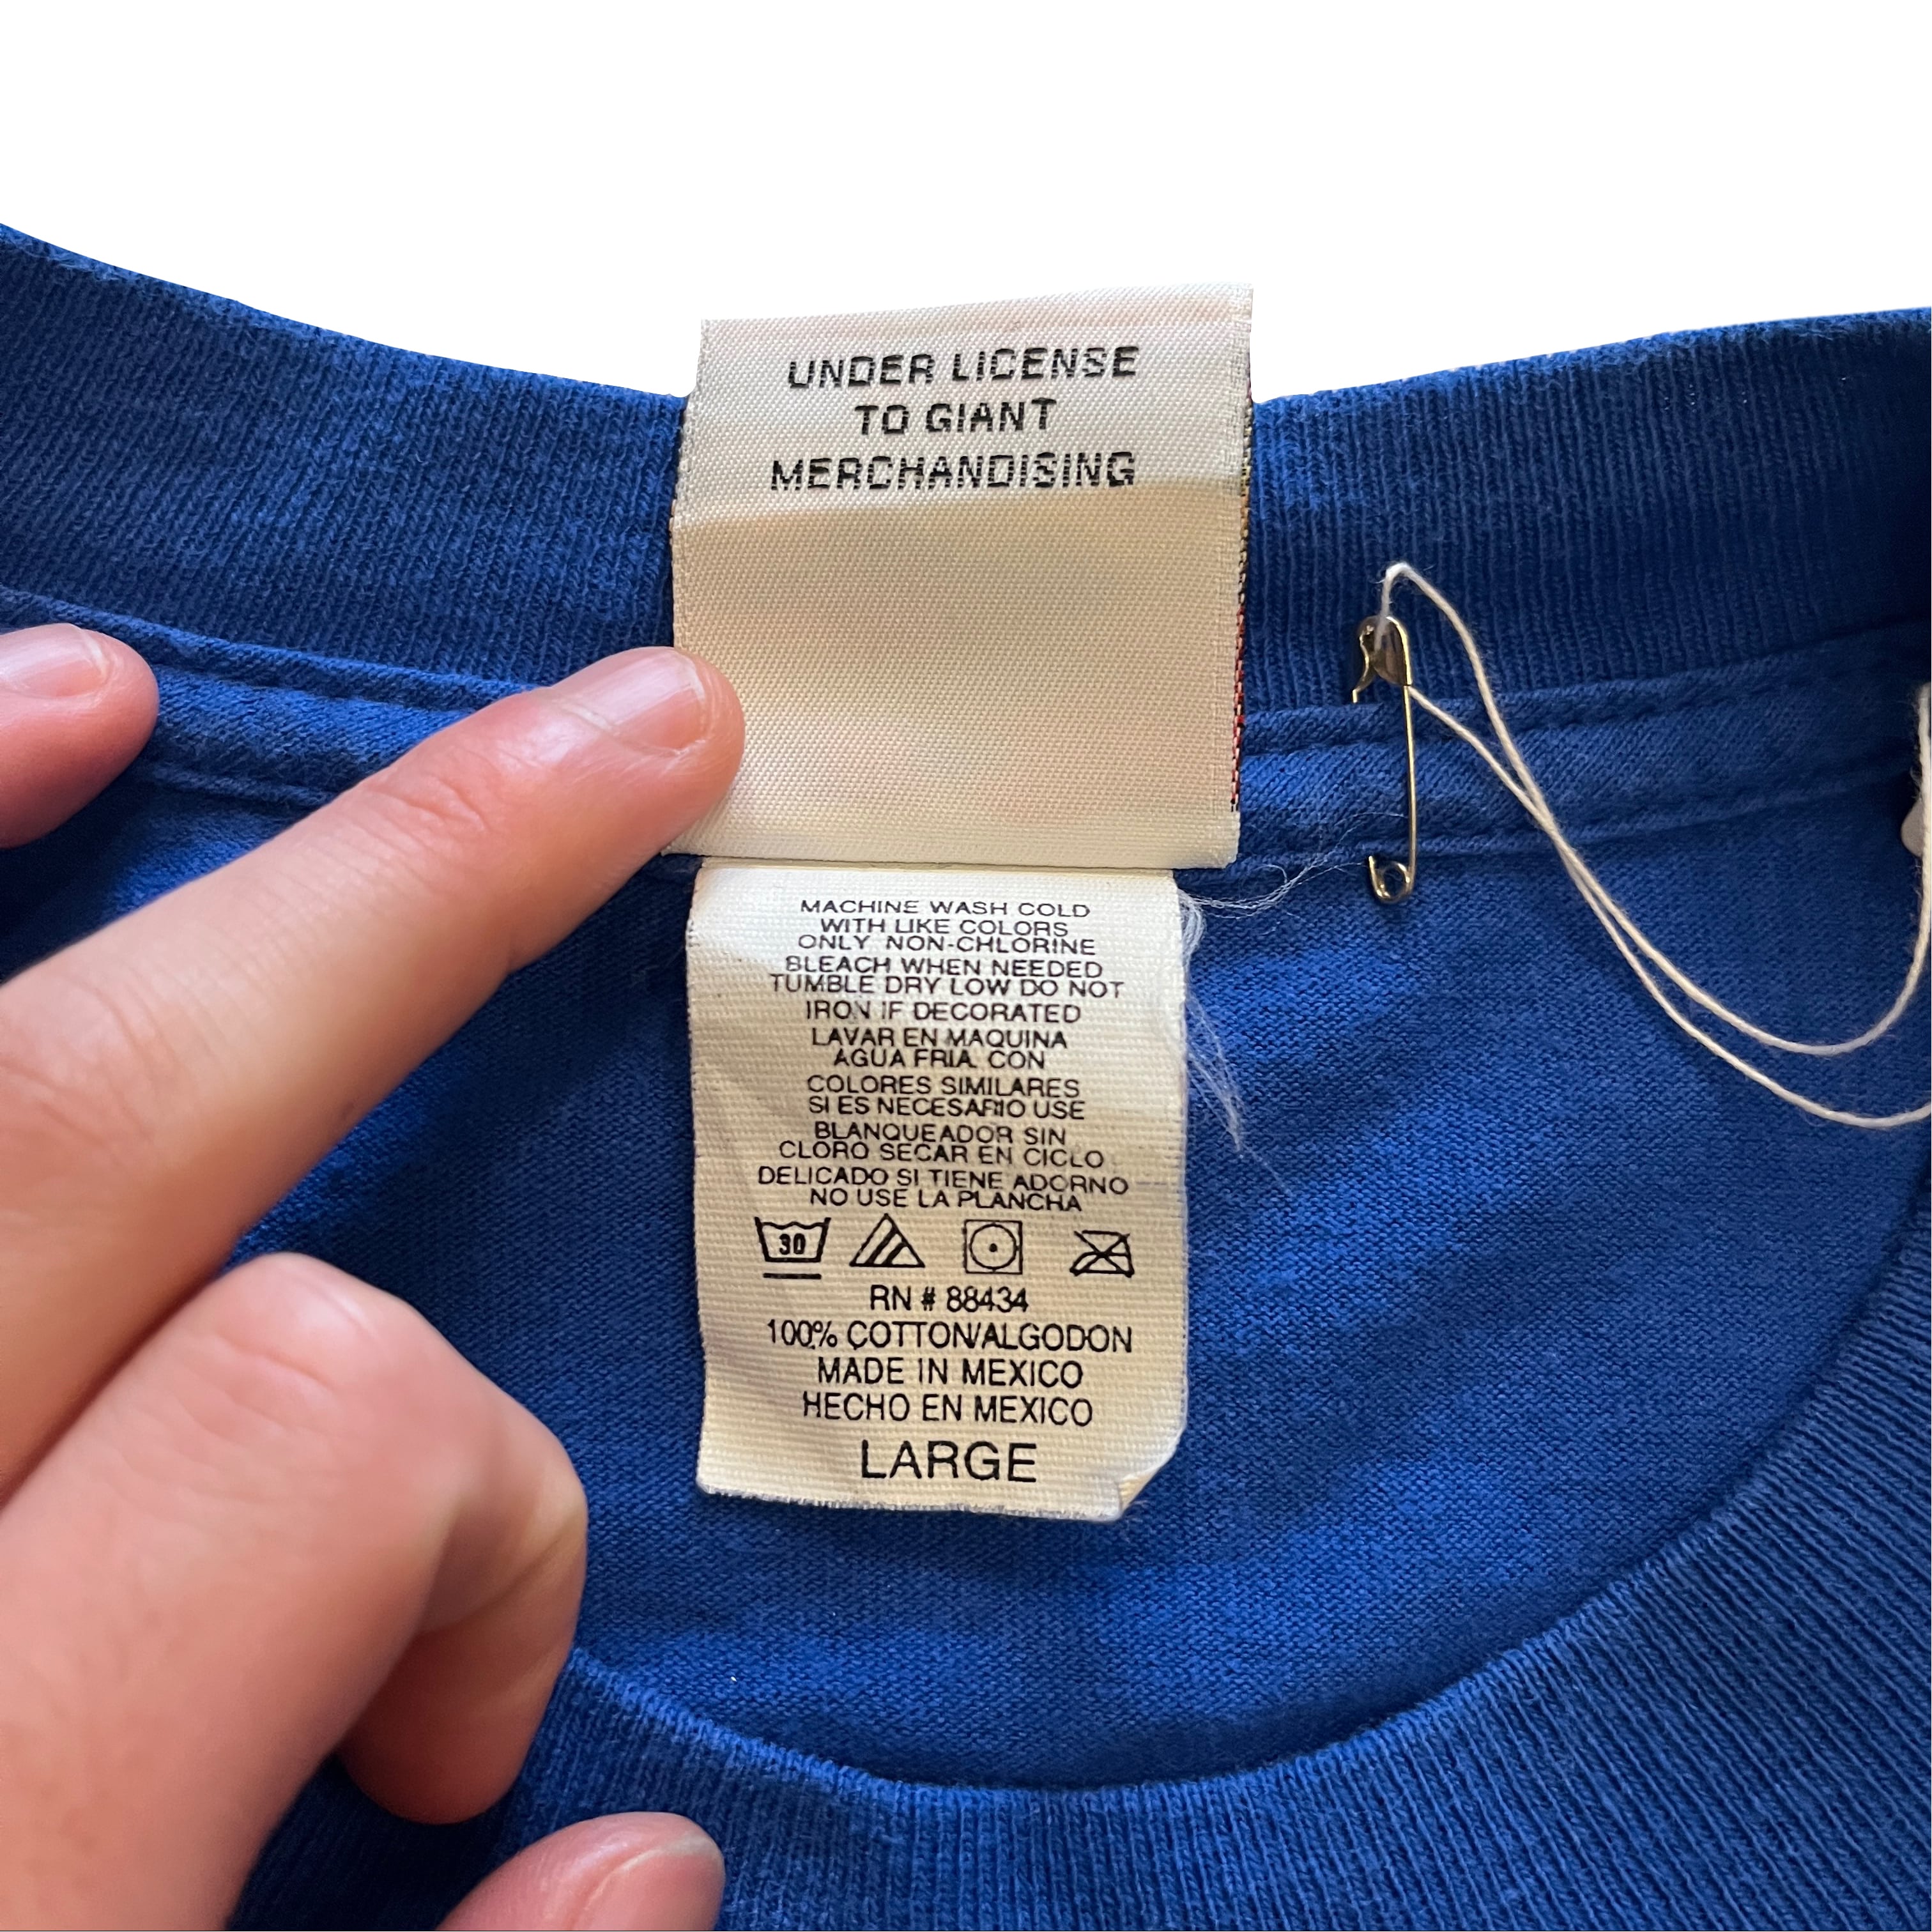 UNDER LICENSE
TO GIANT
MERCHANDISING
MACHINE WASH COLD
WITH LIKE COLORS
ONLY, NON-CHLORINE
BLEACH WHEN NEEDED
TUMBLE DRY LOW DO NOT
IRON IF DECORATED
LAVAR EN MAQUINA
AGUA FRIA. CON
COLORES SIMILARES
SI ES NECESARIO USE
BLANQUEADOR SIN
CLORO SECAR EN CICLO
DELICADO SI TIENE ADORNO
NO USE LA PLANCHA
30
RN # 88434
100% COTTON/ALGODON
MADE IN MEXICO
HECHO EN MEXICO
LARGE